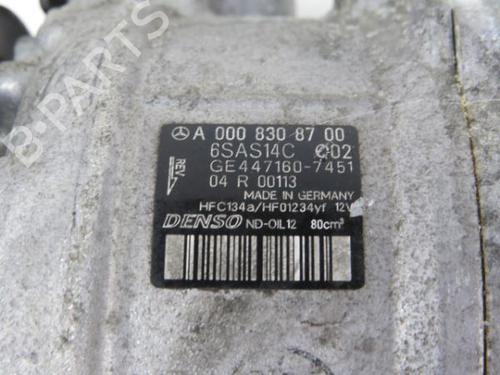 B-PARTS
A 000 830 87 00
6SAS14C C02
GE447160-7451
REV.
04 R 00113
MADE IN GERMANY
HFC134a/HFO1234yf 12V
DENSO ND-OIL12 80cm³